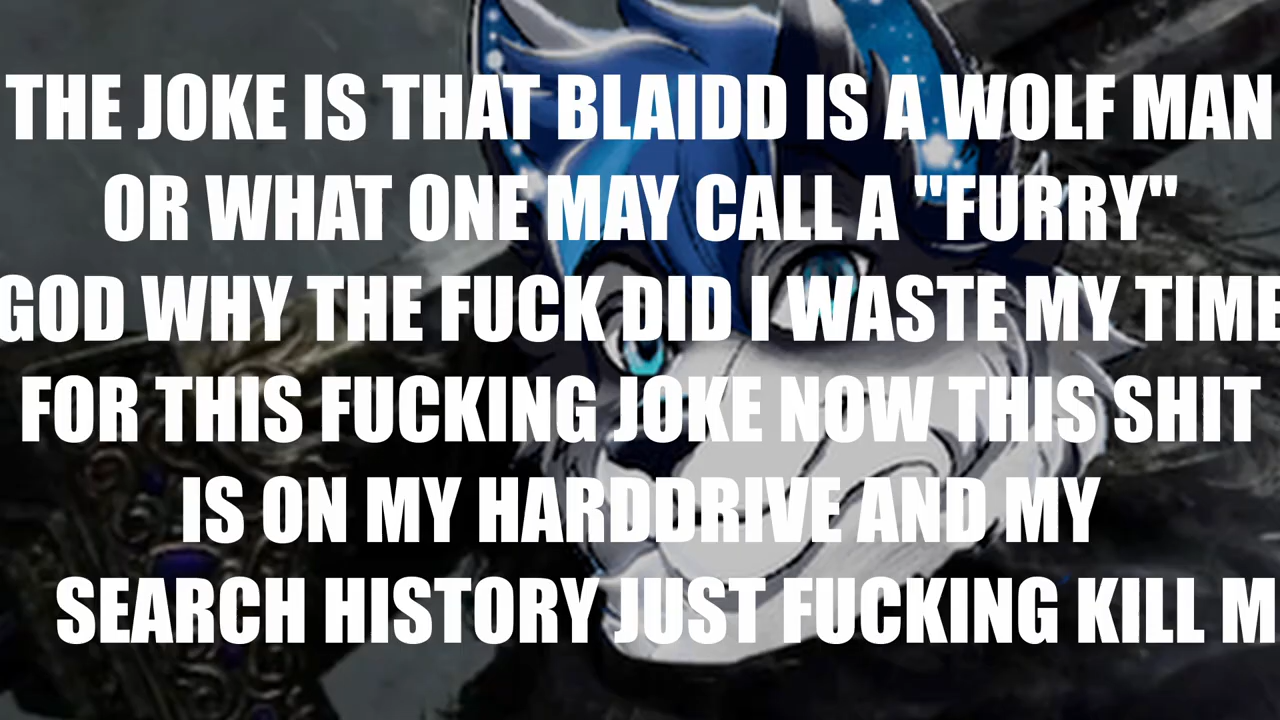 THE JOKE IS THAT BLAIDD IS A WOLF MAN
OR WHAT ONE MAY CALL A "FURRY"
GOD WHY THE FUCK DID I WASTE MY TIME
FOR THIS FUCKING JOKE NOW THIS SHIT
IS ON MY HARDDRIVE AND MY
SEARCH HISTORY JUST FUCKING KILL M